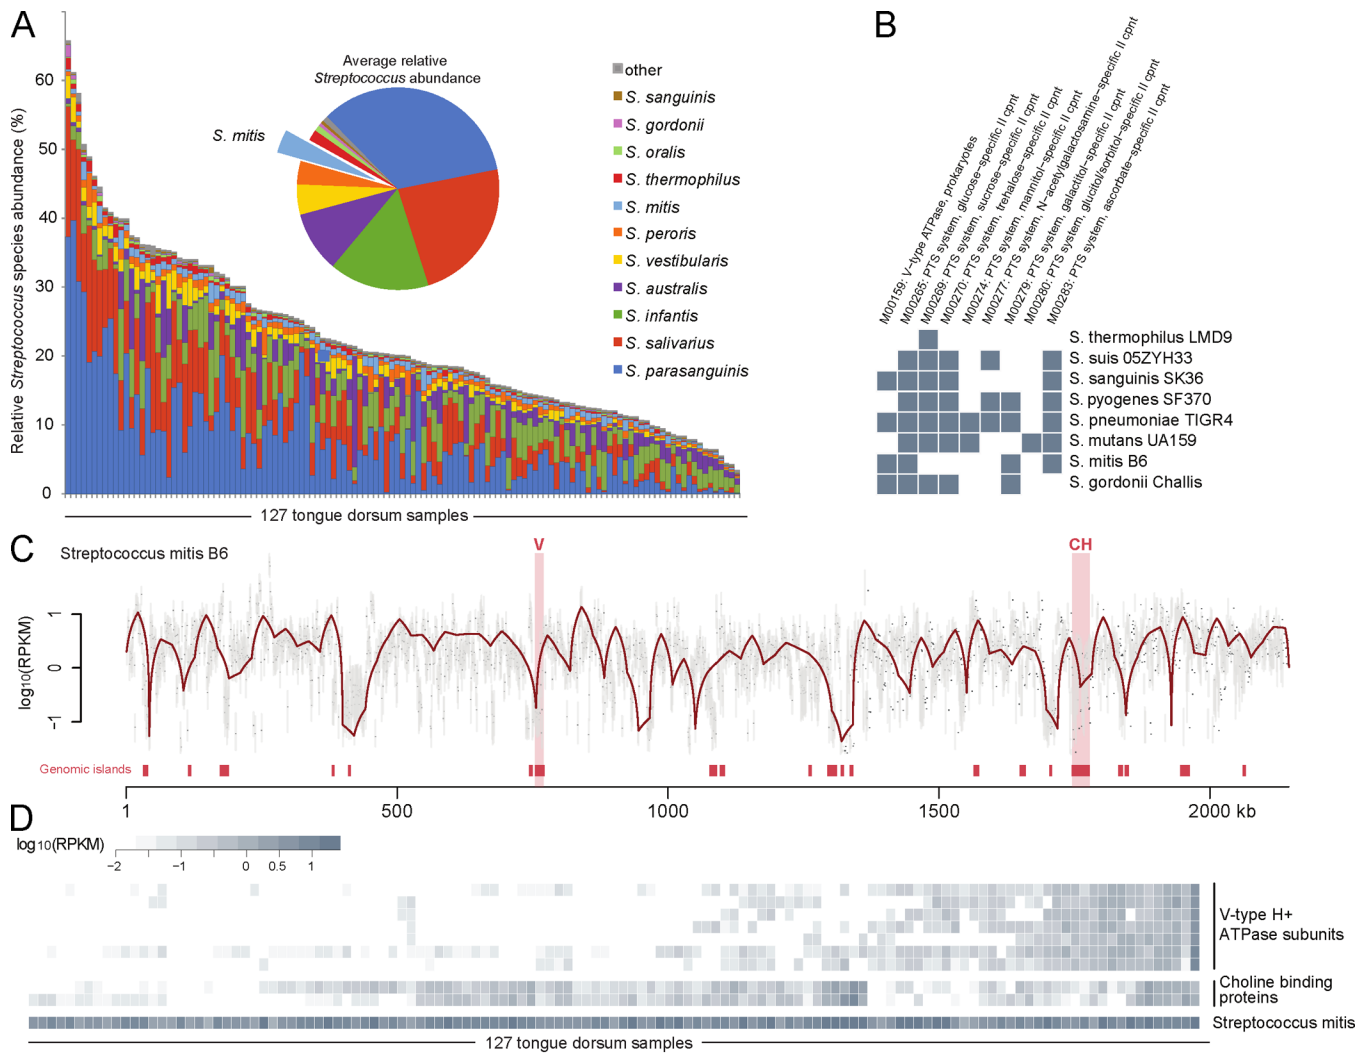 A
Relative Streptococcus species abundance (%)
60
50
40
30
20
10
0
Average relative
Streptococcus abundance
S. mitis
other
S. sanguinis
S. gordonii
S. oralis
S. thermophilus
S. mitis
S. peroris
S. vestibularis
S. australis
S. infantis
S. salivarius
S. parasanguinis
127 tongue dorsum samples
B
M00159: V−type ATPase, prokaryotes
M00265: PTS system, glucose−specific II cpnt
M00269: PTS system, sucrose−specific II cpnt
M00270: PTS system, trehalose−specific II cpnt
M00274: PTS system, mannitol−specific II cpnt
M00277: PTS system, N−acetylgalactosamine−specific II cpnt
M00279: PTS system, galactitol−specific II cpnt
M00280: PTS system, glucitol/sorbitol−specific II cpnt
M00283: PTS system, ascorbate−specific II cpnt
S. thermophilus LMD9
S. suis 05ZYH33
S. sanguinis SK36
S. pyogenes SF370
S. pneumoniae TIGR4
S. mutans UA159
S. mitis B6
S. gordonii Challis
C
Streptococcus mitis B6
V
CH
log10(RPKM)
1
0
−1
Genomic islands
1
500
1000
1500
2000 kb
D
log10(RPKM)
−2
−1
0
0.5
1
V-type H+
ATPase subunits
Choline binding
proteins
Streptococcus mitis
127 tongue dorsum samples